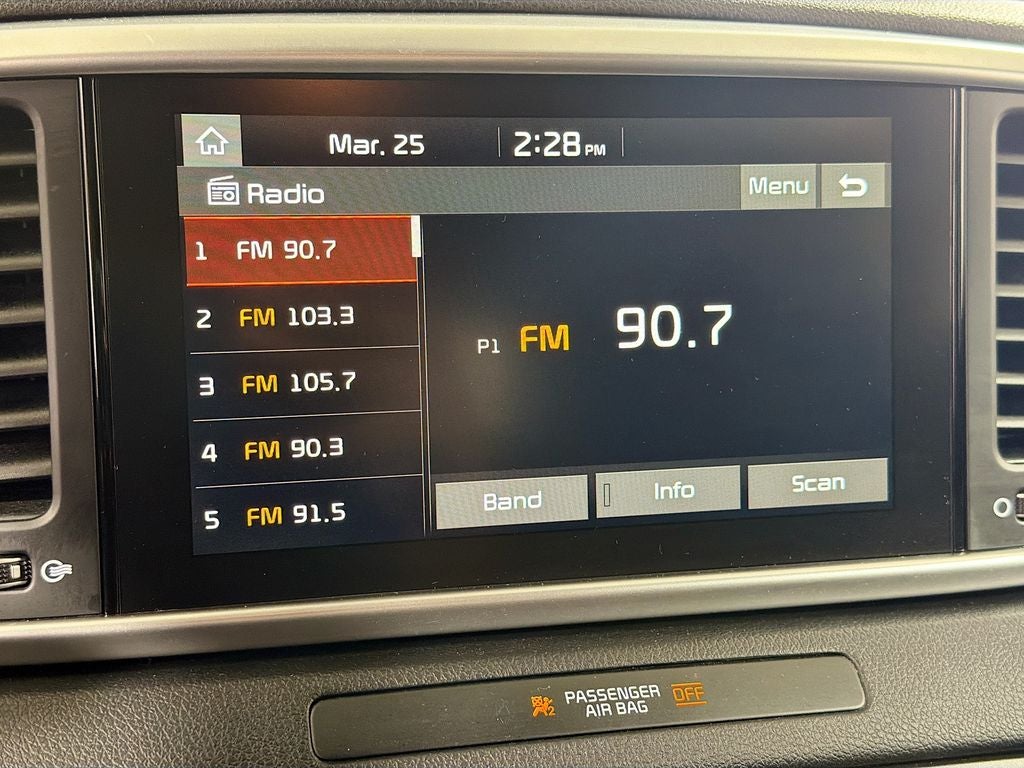 Mar. 25 2:28 PM
Radio Menu
1 FM 90.7
2 FM 103.3
3 FM 105.7
4 FM 90.3
5 FM 91.5
P1 FM 90.7
Band Info Scan
PASSENGER
AIR BAG OFF
2